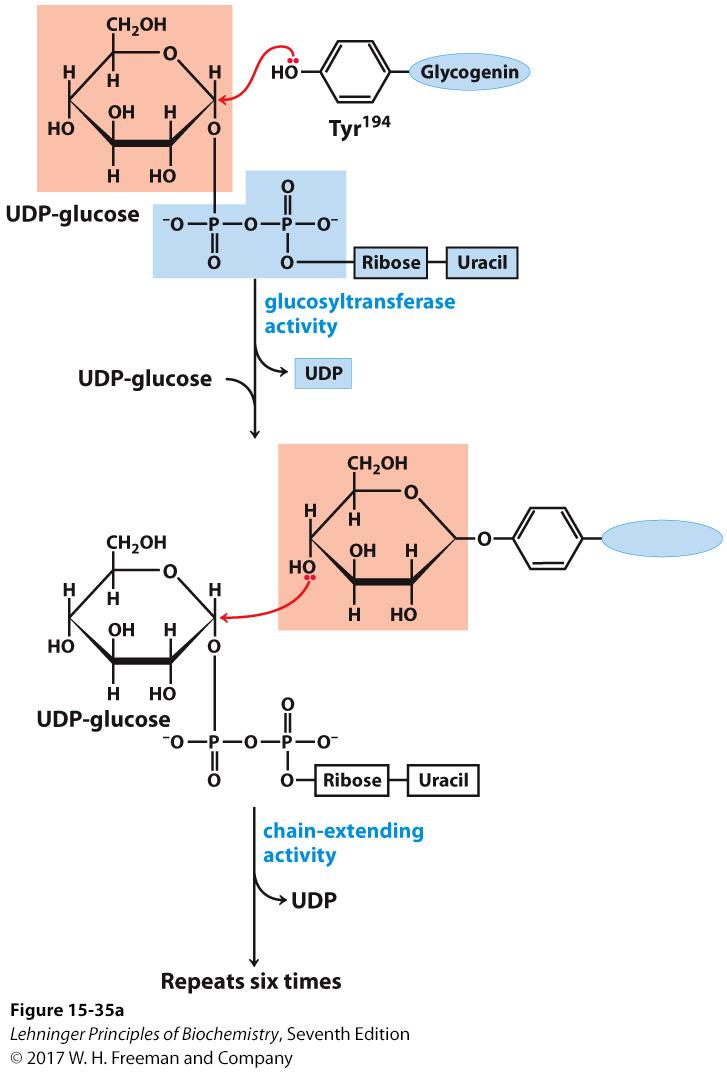 CH₂OH
O
H
H
H
HO
OH
H
O
H
HO
HO
Tyr¹⁹⁴
Glycogenin
UDP-glucose
O
⁻O—P—O—P—O⁻
O
O
Ribose
Uracil
glucosyltransferase
activity
UDP-glucose
UDP
CH₂OH
O
H
H
HO
OH
H
H
HO
O
CH₂OH
O
H
H
H
HO
OH
H
O
H
HO
UDP-glucose
O
⁻O—P—O—P—O⁻
O
O
Ribose
Uracil
chain-extending
activity
UDP
Repeats six times
Figure 15-35a
Lehninger Principles of Biochemistry, Seventh Edition
© 2017 W. H. Freeman and Company